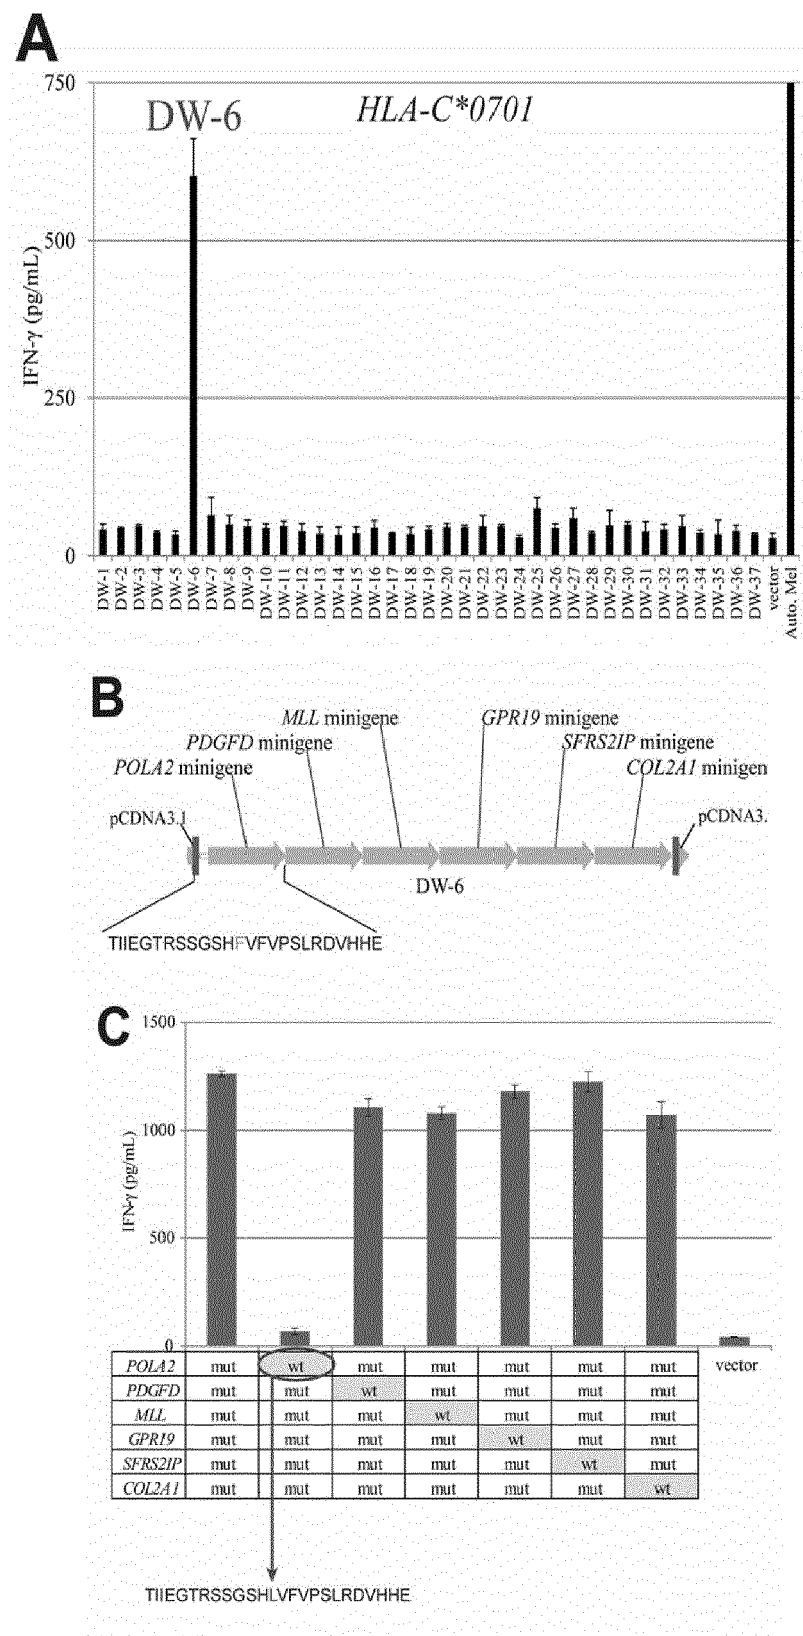 A
750
DW-6
HLA-C*0701
500
IFN-γ (pg/mL)
250
0
DW-1
DW-2
DW-3
DW-4
DW-5
DW-6
DW-7
DW-8
DW-9
DW-10
DW-11
DW-12
DW-13
DW-14
DW-15
DW-16
DW-17
DW-18
DW-19
DW-20
DW-21
DW-22
DW-23
DW-24
DW-25
DW-26
DW-27
DW-28
DW-29
DW-30
DW-31
DW-32
DW-33
DW-34
DW-35
DW-36
DW-37
vector
Auto. Mel
B
MLL minigene
GPR19 minigene
PDGFD minigene
SFRS2IP minigene
POLA2 minigene
COL2A1 minigen
pCDNA3.1
pCDNA3.
DW-6
TIIEGTRSSGSHFVFVPSLRDVHHE
C
1500
1000
IFN-γ (pg/mL)
500
0
POLA2 mut wt mut mut mut mut mut vector
PDGFD mut mut wt mut mut mut mut
MLL mut mut mut wt mut mut mut
GPR19 mut mut mut mut wt mut mut
SFRS2IP mut mut mut mut mut wt mut
COL2A1 mut mut mut mut mut mut wt
TIIEGTRSSGSHLVFVPSLRDVHHE